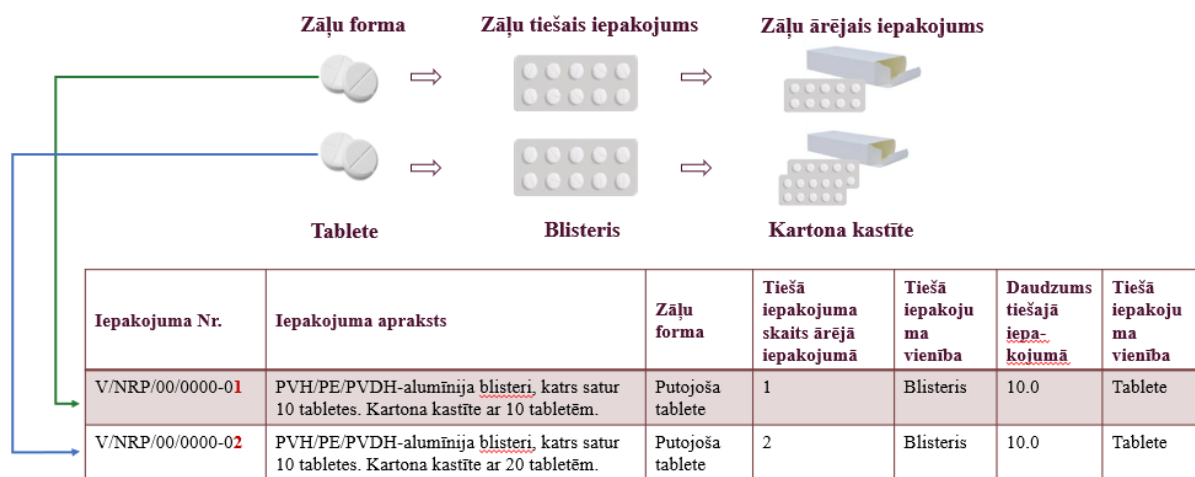 Zāļu forma
Zāļu tiešais iepakojums
Zāļu ārējais iepakojums
Tablete
Blisteris
Kartona kastīte
Iepakojuma Nr.
Iepakojuma apraksts
Zāļu
forma
Tiešā
iepakojuma
skaits ārējā
iepakojumā
Tiešā
iepakoju
ma
vienība
Daudzums
tiešajā
iepa-
kojumā
Tiešā
iepakoju
ma
vienība
V/NRP/00/0000-01
PVH/PE/PVDH-alumīnija blisteri, katrs satur
10 tabletes. Kartona kastīte ar 10 tabletēm.
Putojoša
tablete
1
Blisteris
10.0
Tablete
V/NRP/00/0000-02
PVH/PE/PVDH-alumīnija blisteri, katrs satur
10 tabletes. Kartona kastīte ar 20 tabletēm.
Putojoša
tablete
2
Blisteris
10.0
Tablete